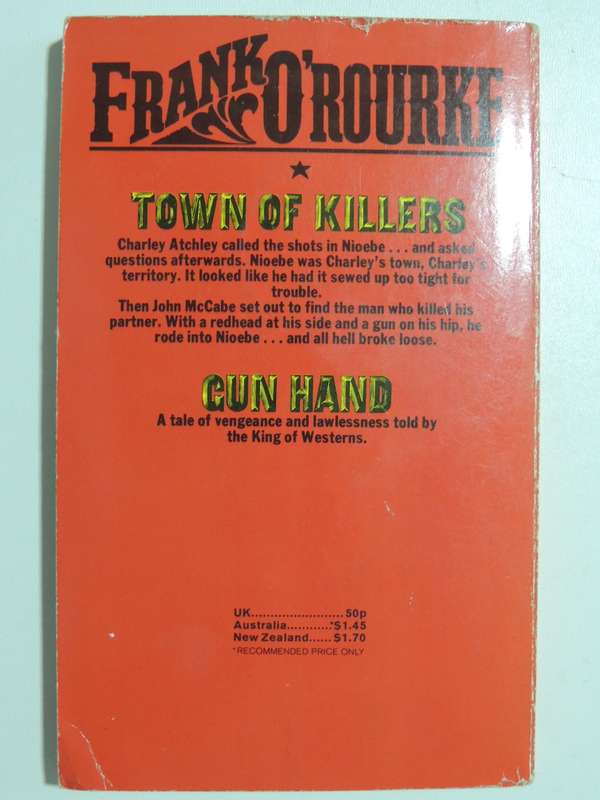 FRANK O'ROURKE
TOWN OF KILLERS
Charley Atchley called the shots in Nioebe . . . and asked
questions afterwards. Nioebe was Charley's town, Charley's
territory. It looked like he had it sewed up too tight for
trouble.
Then John McCabe set out to find the man who killed his
partner. With a redhead at his side and a gun on his hip, he
rode into Nioebe . . . and all hell broke loose.
GUN HAND
A tale of vengeance and lawlessness told by
the King of Westerns.
UK........................50p
Australia...........*$1.45
New Zealand......$1.70
*RECOMMENDED PRICE ONLY